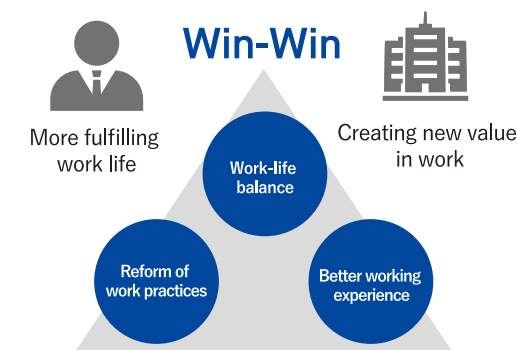 Win-Win
More fulfilling
work life
Creating new value
in work
Work-life
balance
Reform of
work practices
Better working
experience